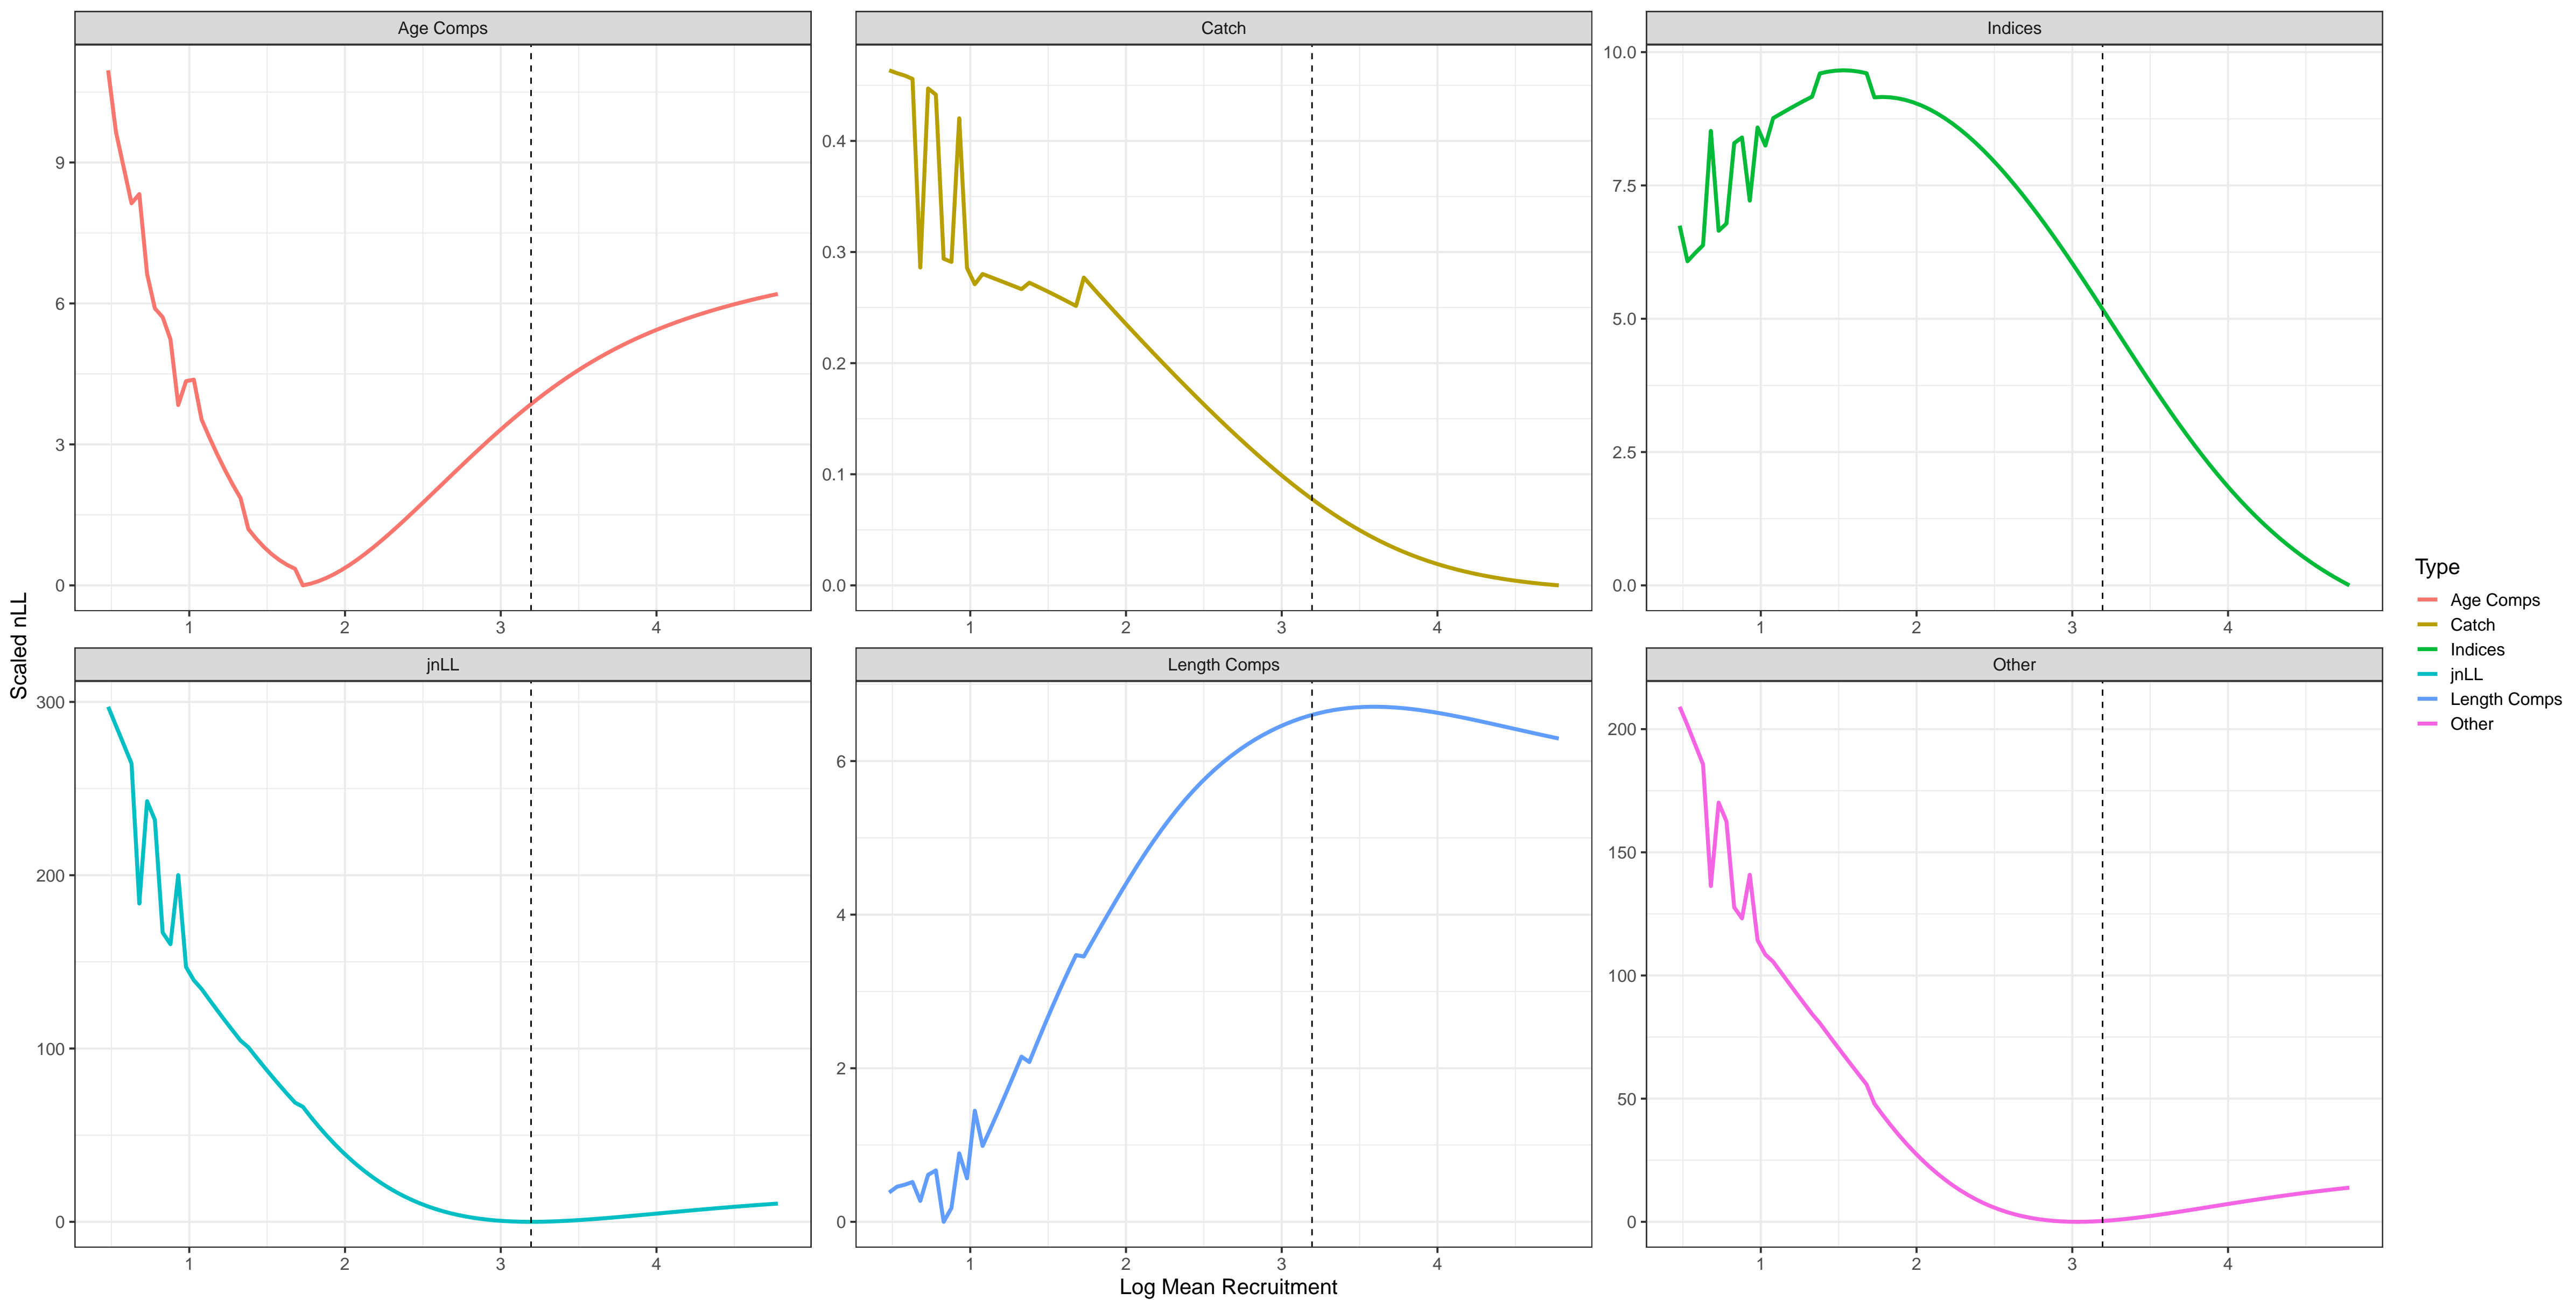 Age Comps
Catch
Indices
9
6
3
0
0.4
0.3
0.2
0.1
0.0
10.0
7.5
5.0
2.5
0.0
1 2 3 4
1 2 3 4
1 2 3 4
jnLL
Length Comps
Other
300
200
100
0
6
4
2
0
200
150
100
50
0
1 2 3 4
1 2 3 4
1 2 3 4
Scaled nLL
Log Mean Recruitment
Type
Age Comps
Catch
Indices
jnLL
Length Comps
Other